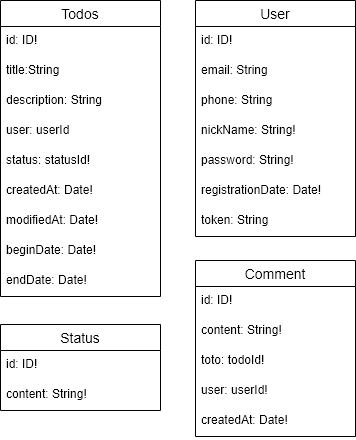 Todos
id: ID!
title:String
description: String
user: userId
status: statusId!
createdAt: Date!
modifiedAt: Date!
beginDate: Date!
endDate: Date!
User
id: ID!
email: String
phone: String
nickName: String!
password: String!
registrationDate: Date!
token: String
Status
id: ID!
content: String!
Comment
id: ID!
content: String!
toto: todoId!
user: userId!
createdAt: Date!